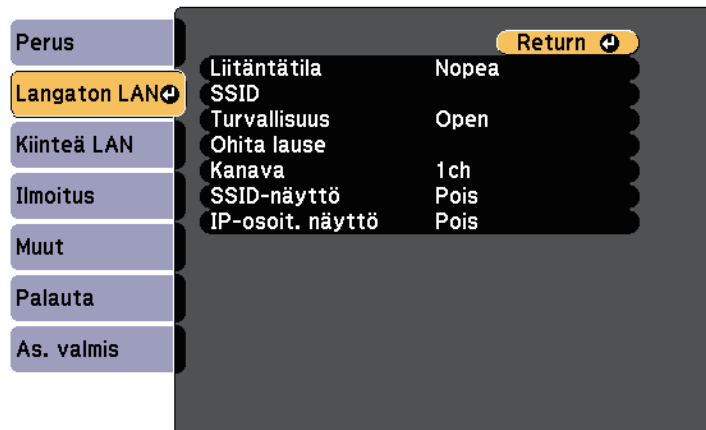 Perus
Langaton LAN
Kiinteä LAN
Ilmoitus
Muut
Palauta
As. valmis
Return
Liitäntätila Nopea
SSID
Turvallisuus Open
Ohita lause
Kanava 1ch
SSID-näyttö Pois
IP-osoit. näyttö Pois